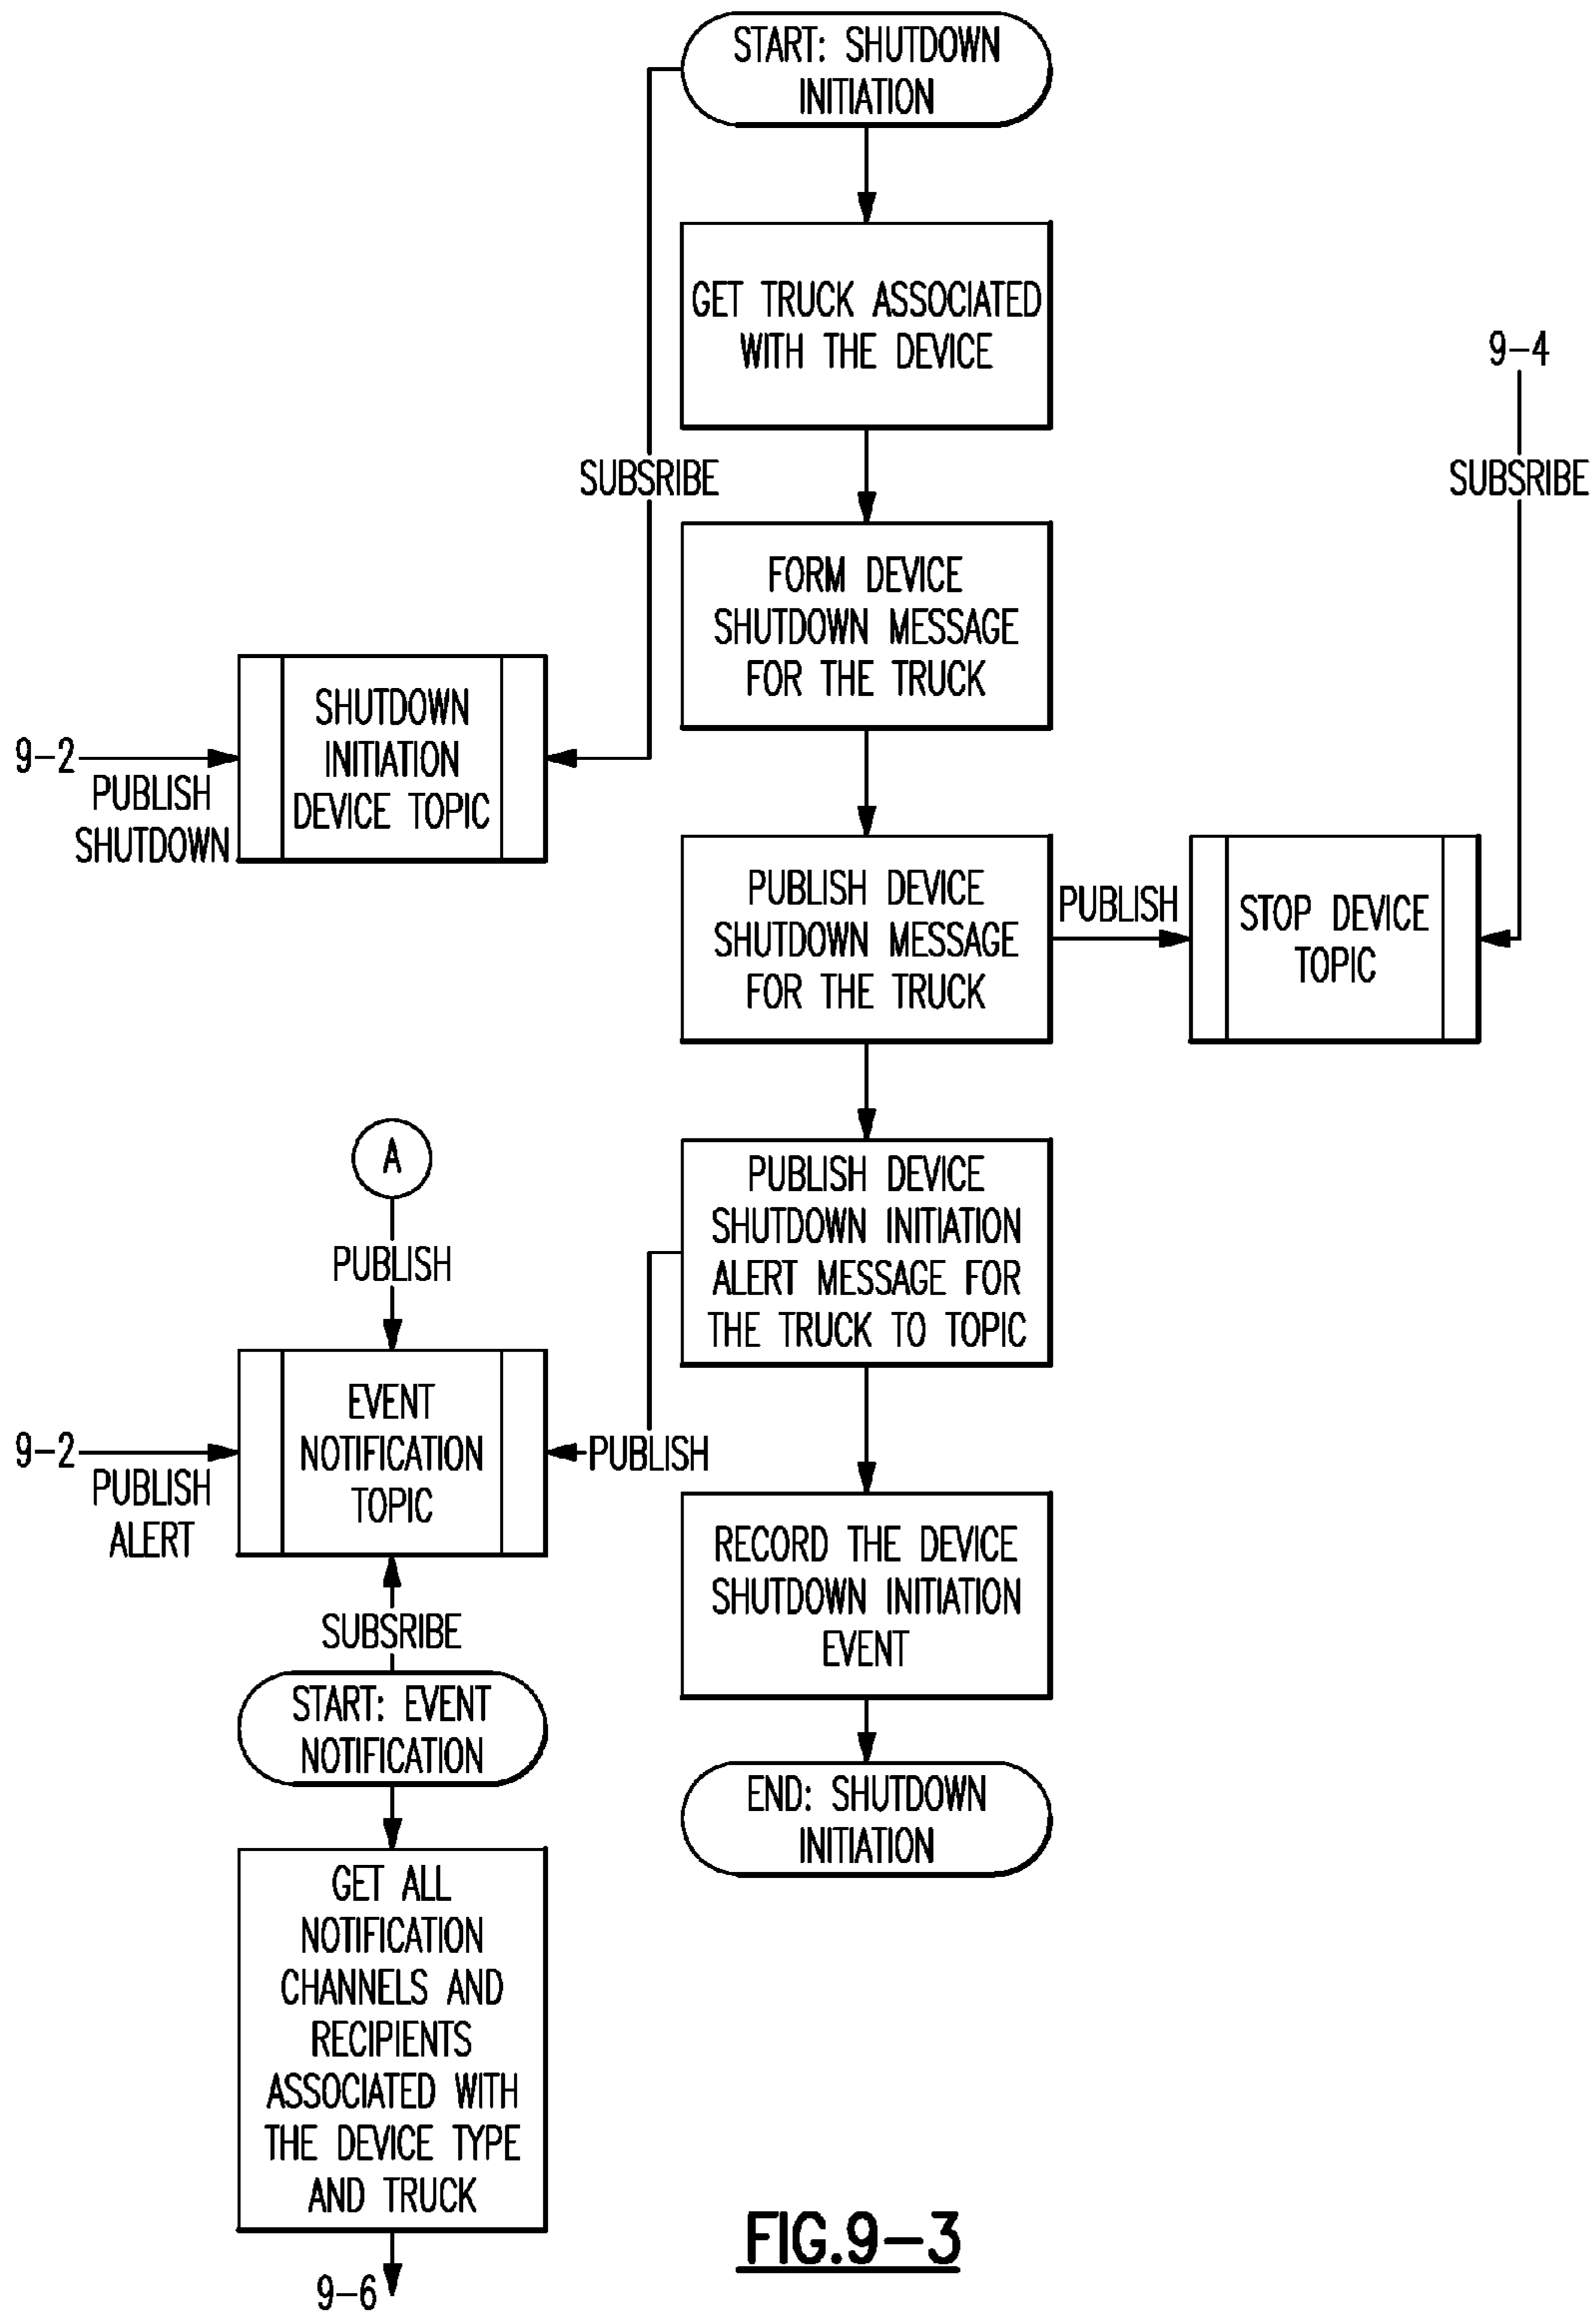 START: SHUTDOWN
INITIATION
GET TRUCK ASSOCIATED
WITH THE DEVICE
9-4
SUBSRIBE
SUBSRIBE
FORM DEVICE
SHUTDOWN MESSAGE
FOR THE TRUCK
SHUTDOWN
INITIATION
DEVICE TOPIC
9-2
PUBLISH
SHUTDOWN
PUBLISH DEVICE
SHUTDOWN MESSAGE
FOR THE TRUCK
PUBLISH
STOP DEVICE
TOPIC
A
PUBLISH
PUBLISH DEVICE
SHUTDOWN INITIATION
ALERT MESSAGE FOR
THE TRUCK TO TOPIC
EVENT
NOTIFICATION
TOPIC
9-2
PUBLISH
ALERT
PUBLISH
RECORD THE DEVICE
SHUTDOWN INITIATION
EVENT
SUBSRIBE
START: EVENT
NOTIFICATION
END: SHUTDOWN
INITIATION
GET ALL
NOTIFICATION
CHANNELS AND
RECIPIENTS
ASSOCIATED WITH
THE DEVICE TYPE
AND TRUCK
9-6
FIG.9-3